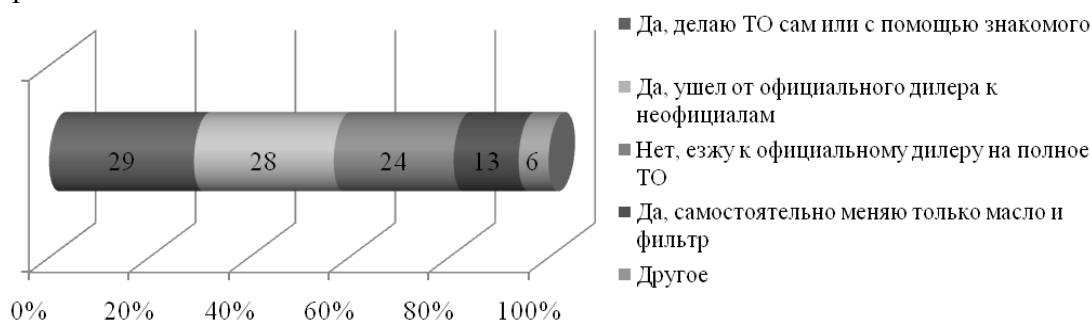 Да, делаю ТО сам или с помощью знакомого
Да, ушел от официального дилера к
неофициалам
Нет, езжу к официальному дилеру на полное
ТО
Да, самостоятельно меняю только масло и
фильтр
Другое
29 28 24 13 6
0% 20% 40% 60% 80% 100%